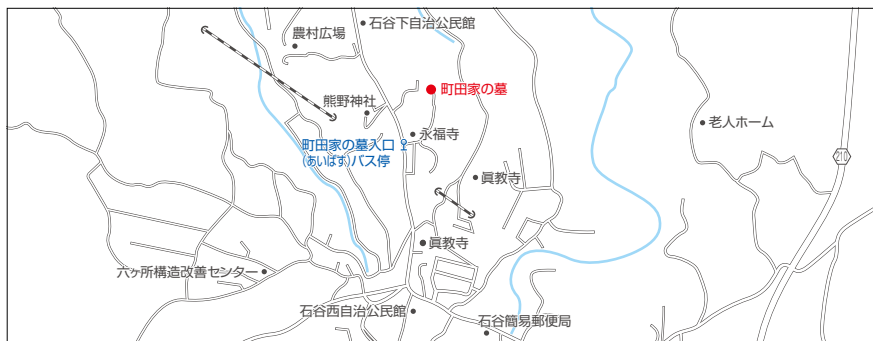 石谷下自治公民館
農村広場
町田家の墓
熊野神社
老人ホーム
永福寺
町田家の墓入口
(あいばす)バス停
210
眞教寺
眞教寺
六ヶ所構造改善センター
石谷西自治公民館
石谷簡易郵便局